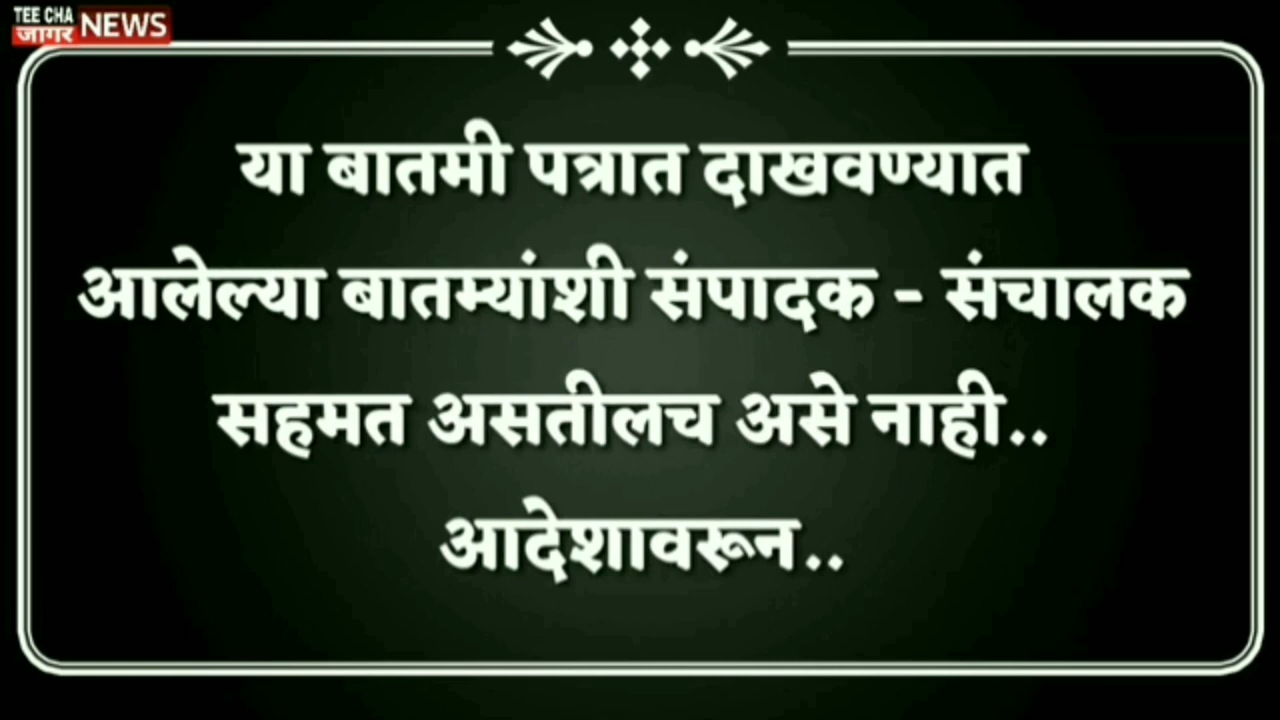 TEE CHA
जागर NEWS
या बातमी पत्रात दाखवण्यात
आलेल्या बातम्यांशी संपादक - संचालक
सहमत असतीलच असे नाही..
आदेशावरून..